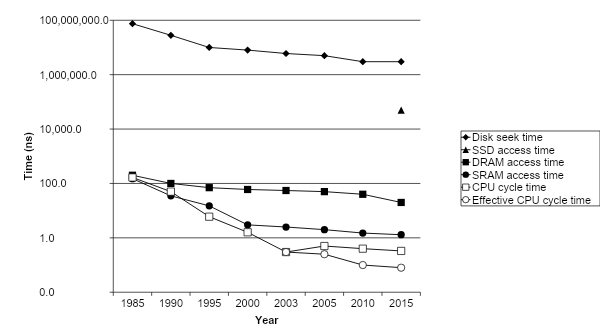 100,000,000.0
1,000,000.0
10,000.0
100.0
1.0
0.0
Time (ns)
1985 1990 1995 2000 2003 2005 2010 2015
Year
Disk seek time
SSD access time
DRAM access time
SRAM access time
CPU cycle time
Effective CPU cycle time